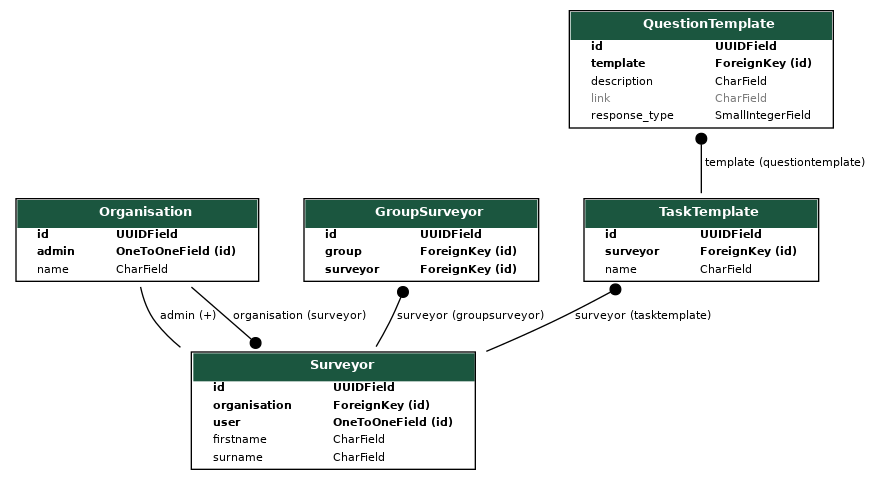 QuestionTemplate
id UUIDField
template ForeignKey (id)
description CharField
link CharField
response_type SmallIntegerField
template (questiontemplate)
Organisation
id UUIDField
admin OneToOneField (id)
name CharField
GroupSurveyor
id UUIDField
group ForeignKey (id)
surveyor ForeignKey (id)
TaskTemplate
id UUIDField
surveyor ForeignKey (id)
name CharField
admin (+)
organisation (surveyor)
surveyor (groupsurveyor)
surveyor (tasktemplate)
Surveyor
id UUIDField
organisation ForeignKey (id)
user OneToOneField (id)
firstname CharField
surname CharField